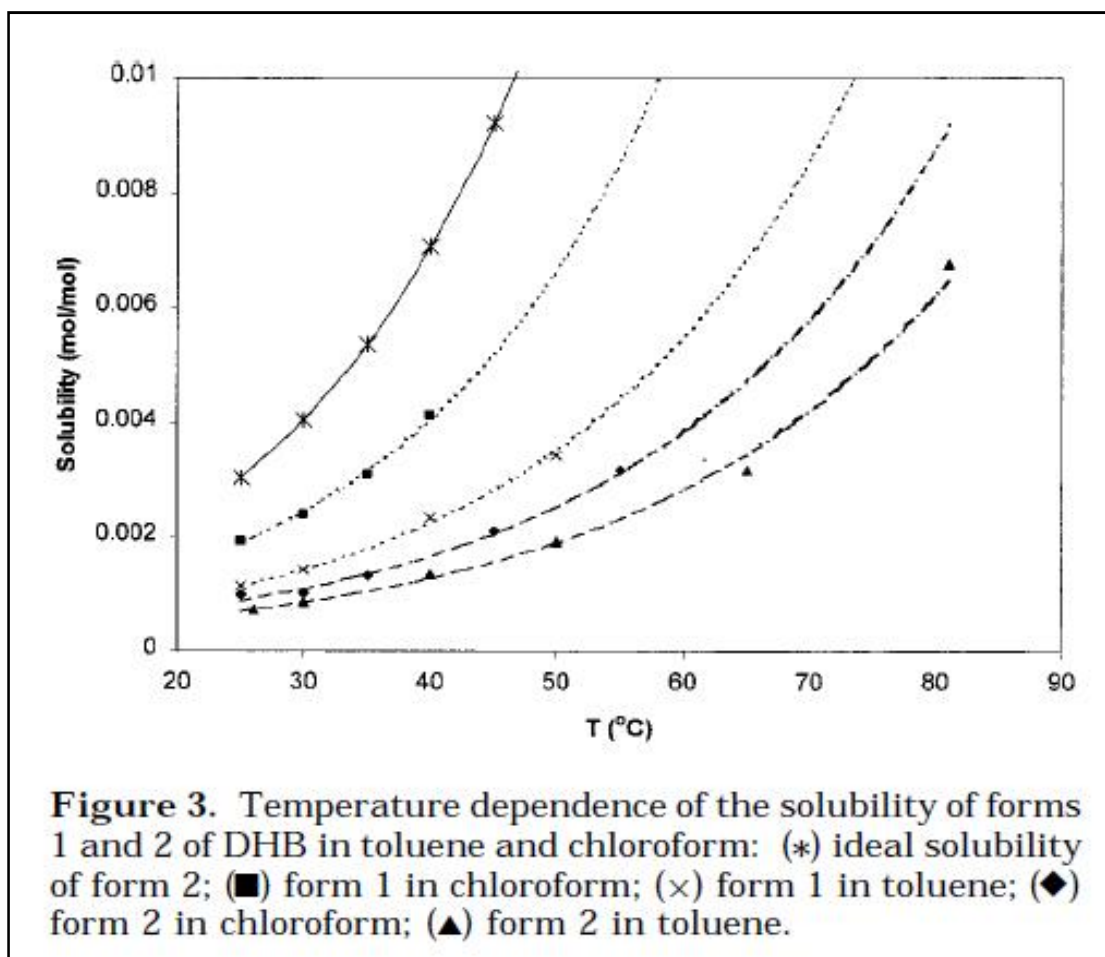 0.01
0.008
0.006
0.004
0.002
0
Solubility (mol/mol)
20 30 40 50 60 70 80 90
T (°C)
Figure 3. Temperature dependence of the solubility of forms
1 and 2 of DHB in toluene and chloroform: (*) ideal solubility
of form 2; (■) form 1 in chloroform; (×) form 1 in toluene; (◆)
form 2 in chloroform; (▲) form 2 in toluene.